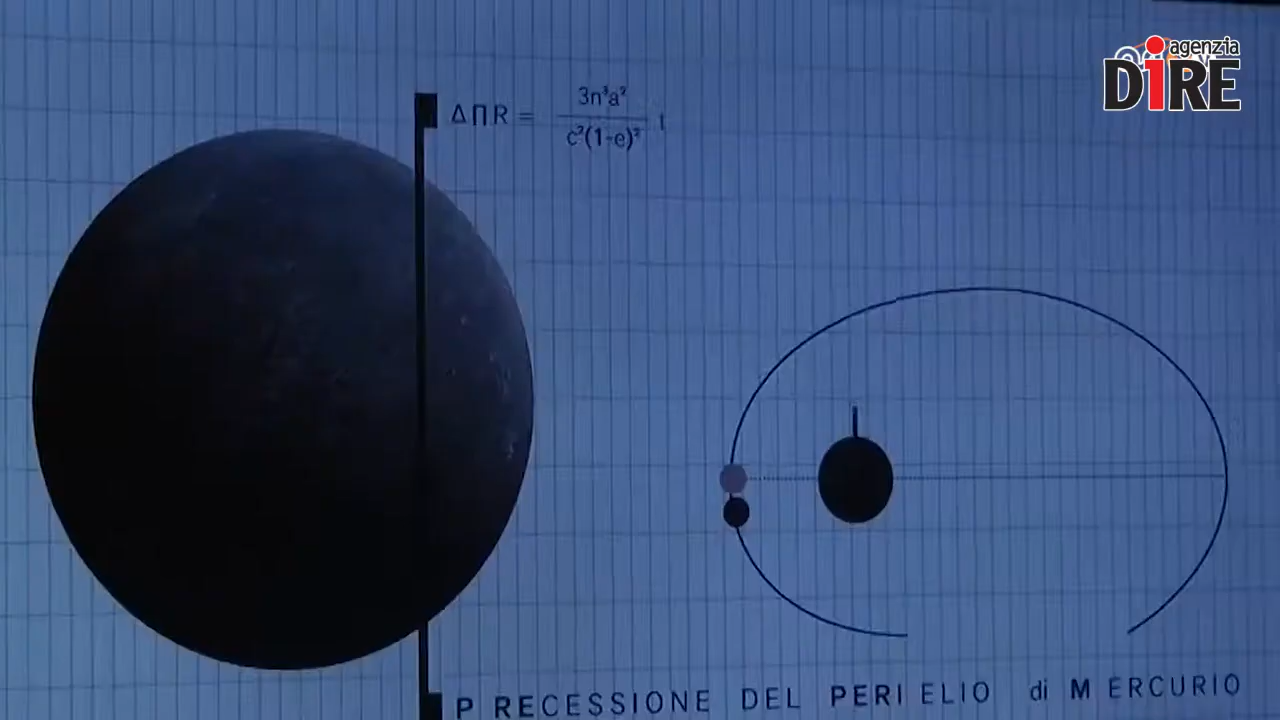 agenzia
DiRE
ΔΠR = 3n³a² / c²(1-e)² t
PRECESSIONE DEL PERIELIO di MERCURIO